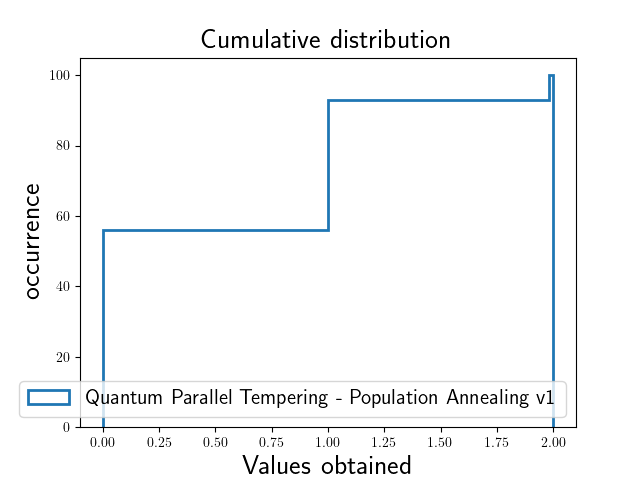 Cumulative distribution
100
80
60
40
20
0
occurrence
Quantum Parallel Tempering - Population Annealing v1
0.00 0.25 0.50 0.75 1.00 1.25 1.50 1.75 2.00
Values obtained